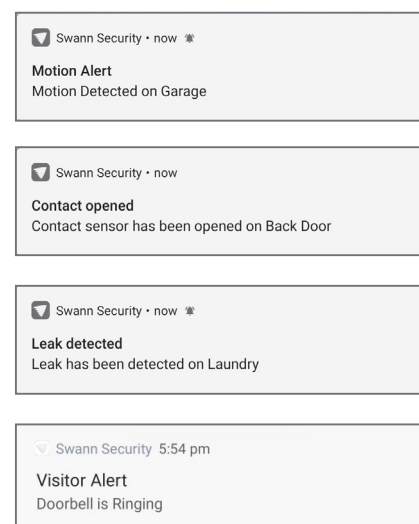 Swann Security • now
Motion Alert
Motion Detected on Garage
Swann Security • now
Contact opened
Contact sensor has been opened on Back Door
Swann Security • now
Leak detected
Leak has been detected on Laundry
Swann Security 5:54 pm
Visitor Alert
Doorbell is Ringing